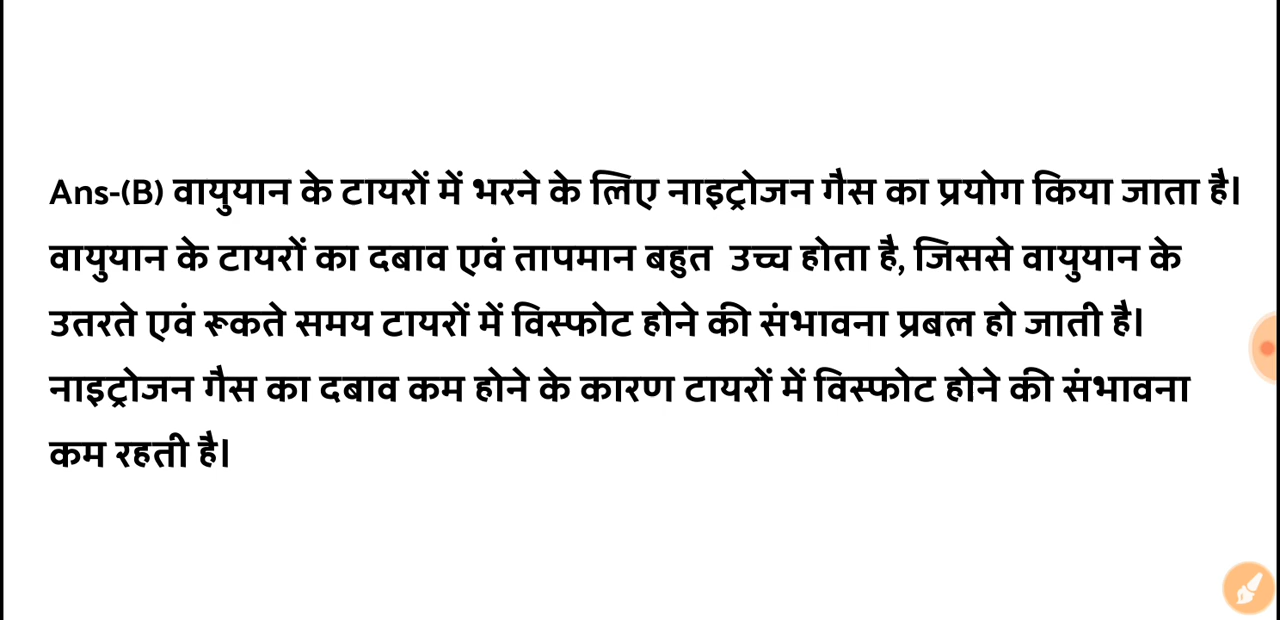 Ans-(B) वायुयान के टायरों में भरने के लिए नाइट्रोजन गैस का प्रयोग किया जाता है।
वायुयान के टायरों का दबाव एवं तापमान बहुत उच्च होता है, जिससे वायुयान के
उतरते एवं रूकते समय टायरों में विस्फोट होने की संभावना प्रबल हो जाती है।
नाइट्रोजन गैस का दबाव कम होने के कारण टायरों में विस्फोट होने की संभावना
कम रहती है।